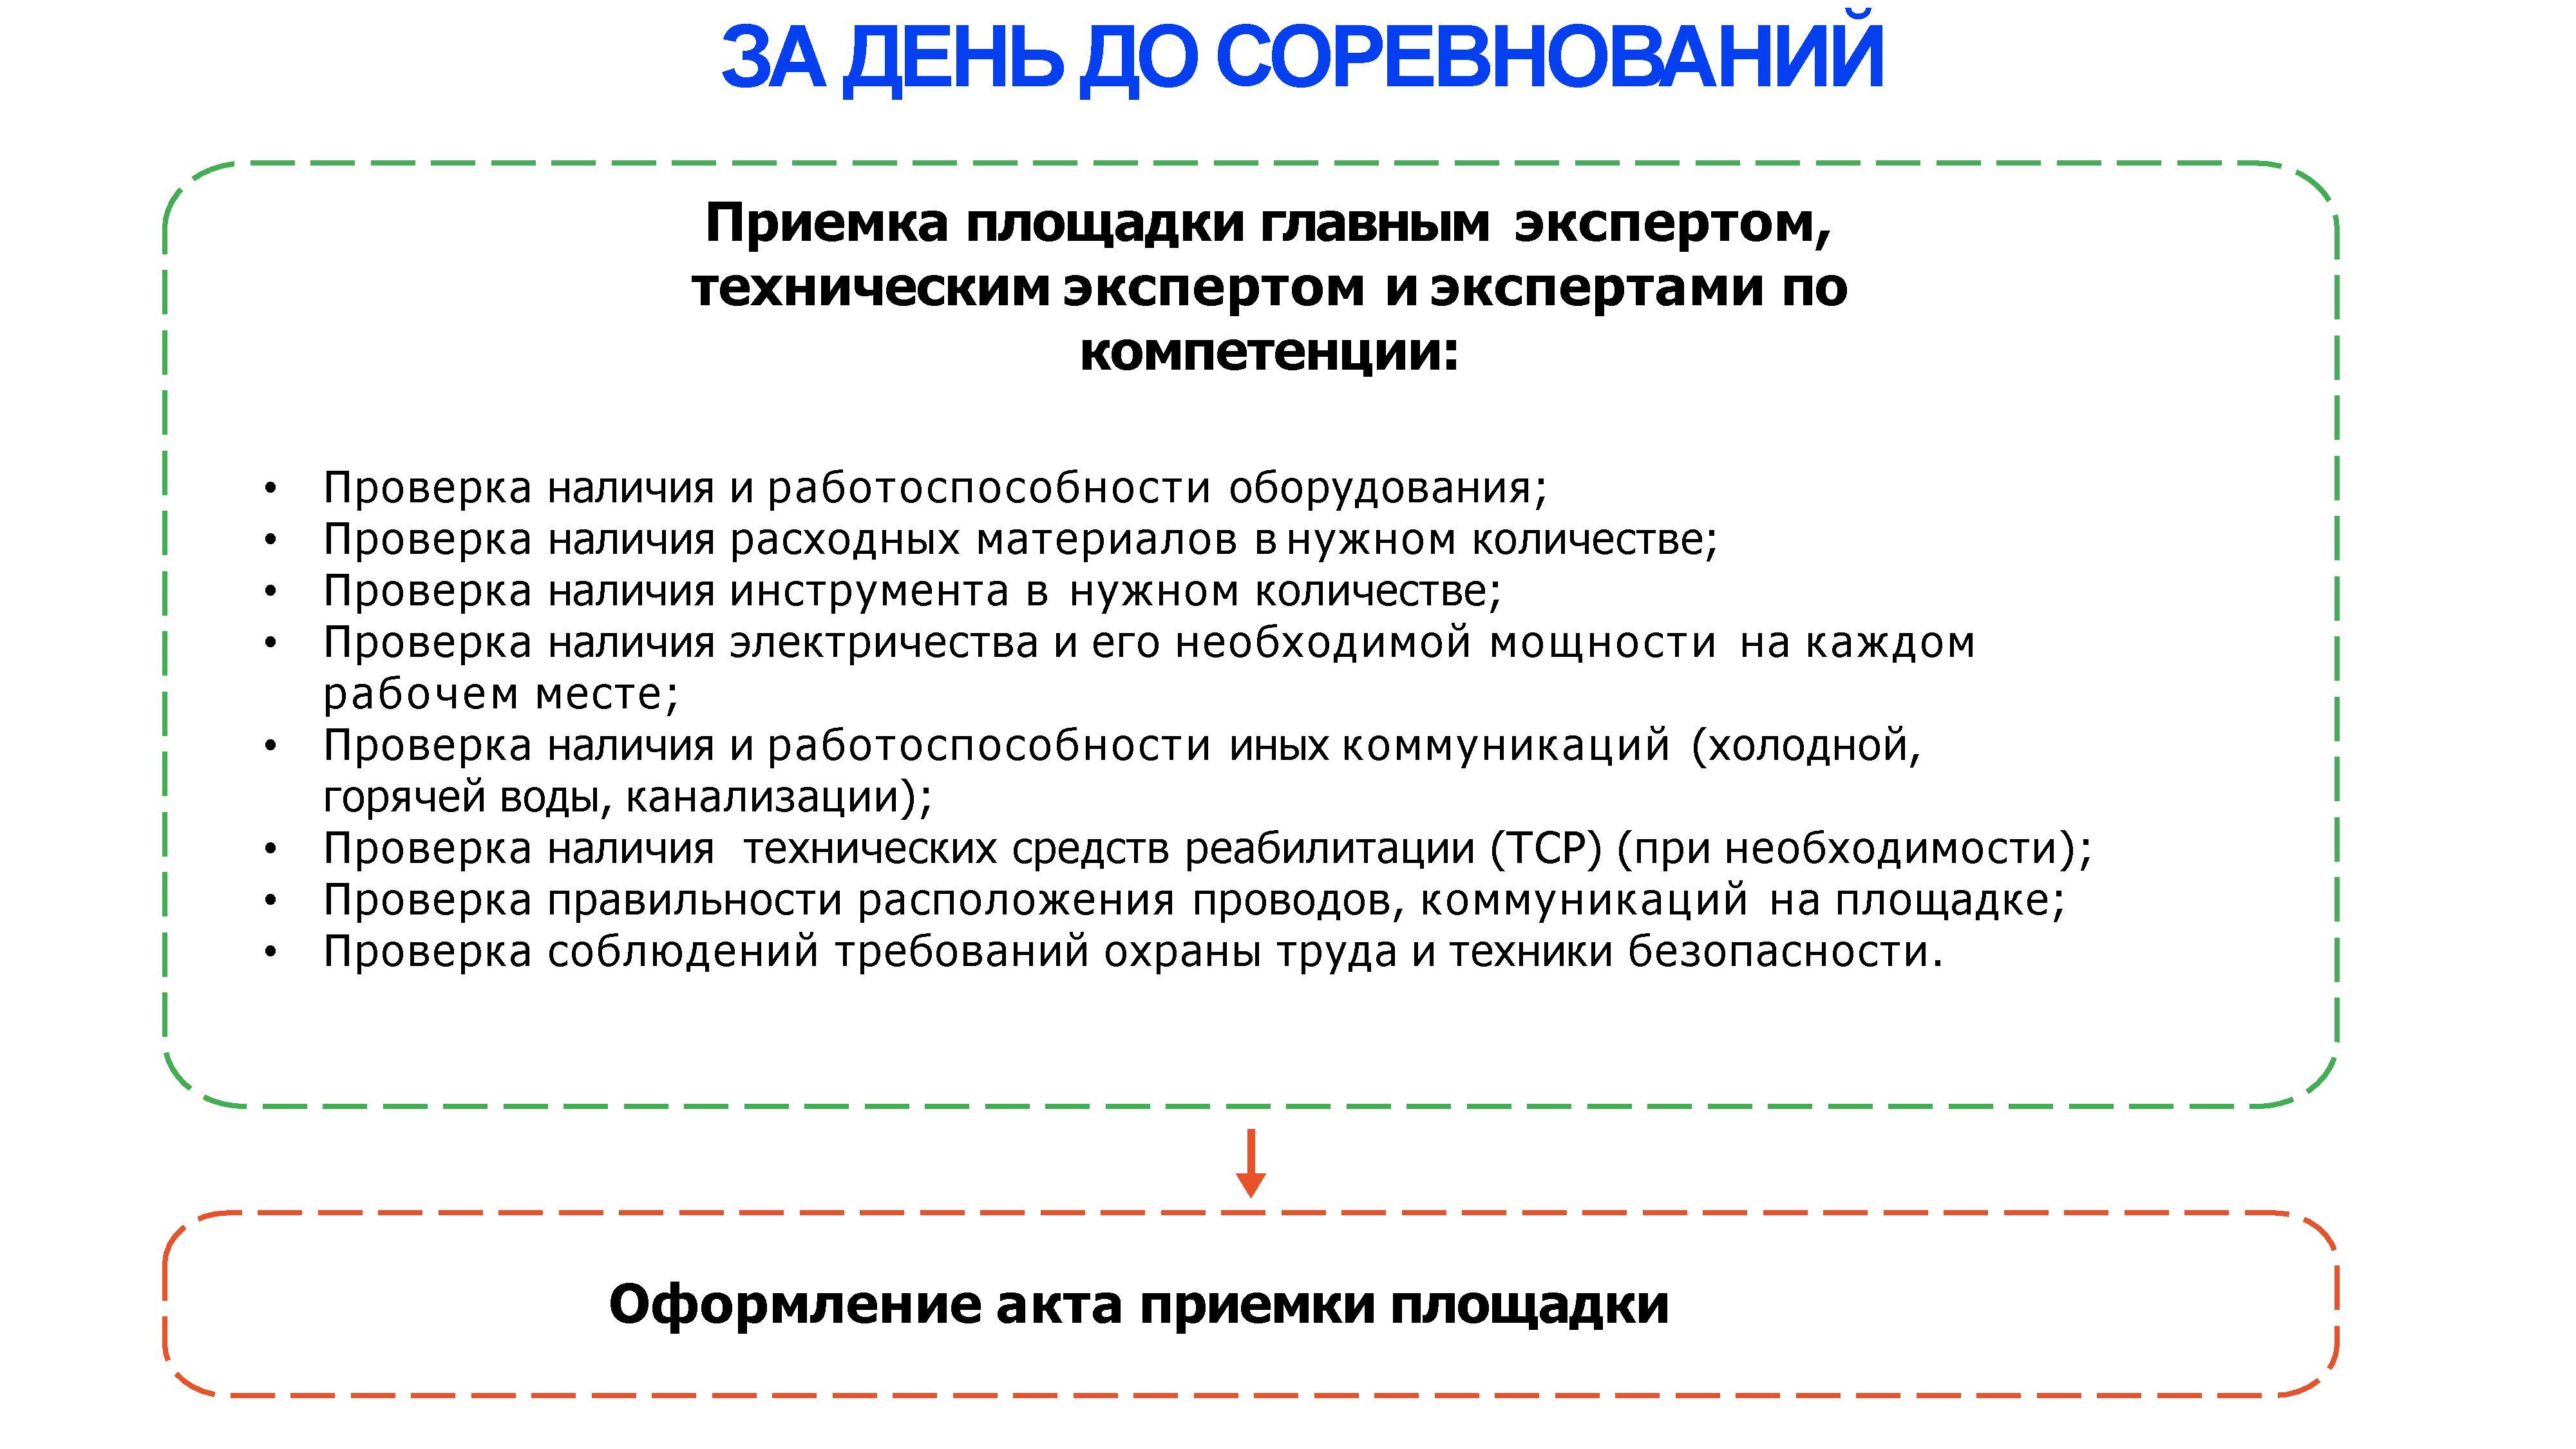 ЗА ДЕНЬ ДО СОРЕВНОВАНИЙ
Приемка площадки главным экспертом,
техническим экспертом и экспертами по
компетенции:
• Проверка наличия и работоспособности оборудования;
• Проверка наличия расходных материалов в нужном количестве;
• Проверка наличия инструмента в нужном количестве;
• Проверка наличия электричества и его необходимой мощности на каждом
рабочем месте;
• Проверка наличия и работоспособности иных коммуникаций (холодной,
горячей воды, канализации);
• Проверка наличия технических средств реабилитации (ТСР) (при необходимости);
• Проверка правильности расположения проводов, коммуникаций на площадке;
• Проверка соблюдений требований охраны труда и техники безопасности.
Оформление акта приемки площадки